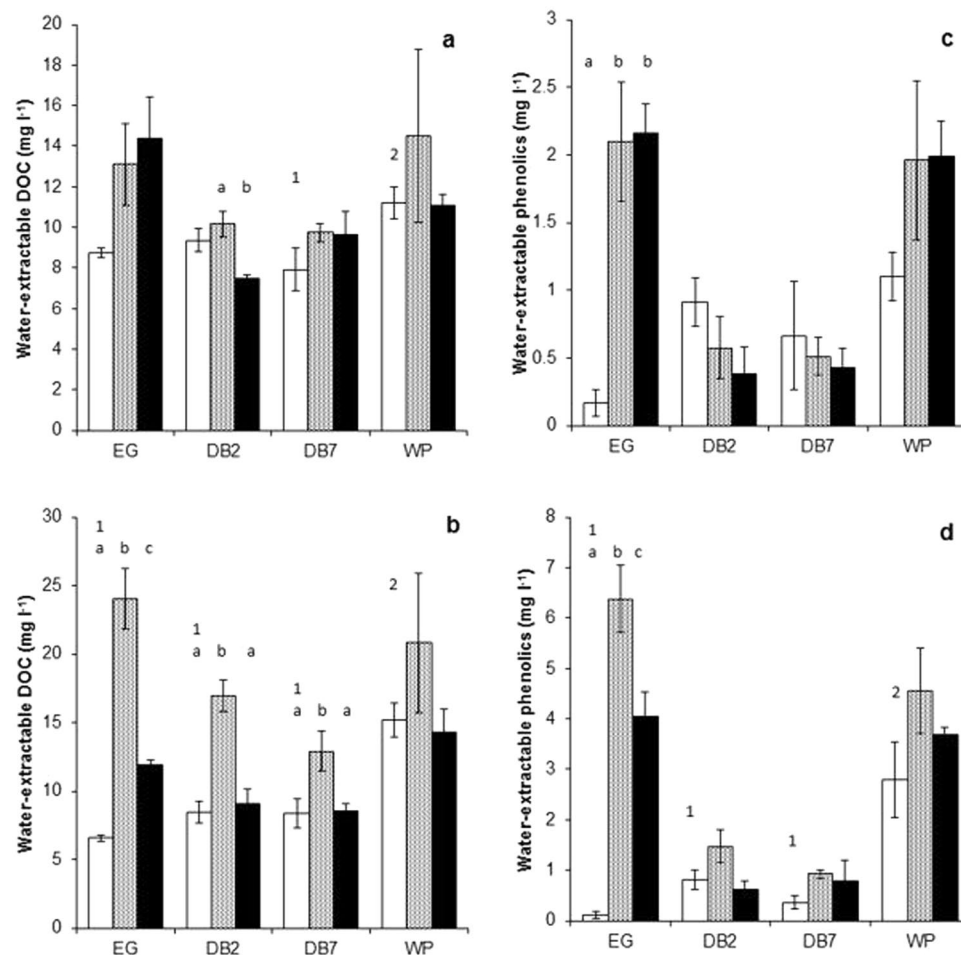 a
Water-extractable DOC (mg l⁻¹)
20
18
16
14
12
10
8
6
4
2
0
a b
1
2
EG DB2 DB7 WP
c
Water-extractable phenolics (mg l⁻¹)
3
2.5
2
1.5
1
0.5
0
a b b
EG DB2 DB7 WP
b
Water-extractable DOC (mg l⁻¹)
30
25
20
15
10
5
0
1
a b c
1
a b a
1
a b a
2
EG DB2 DB7 WP
d
Water-extractable phenolics (mg l⁻¹)
8
7
6
5
4
3
2
1
0
1
a b c
1
1
2
EG DB2 DB7 WP